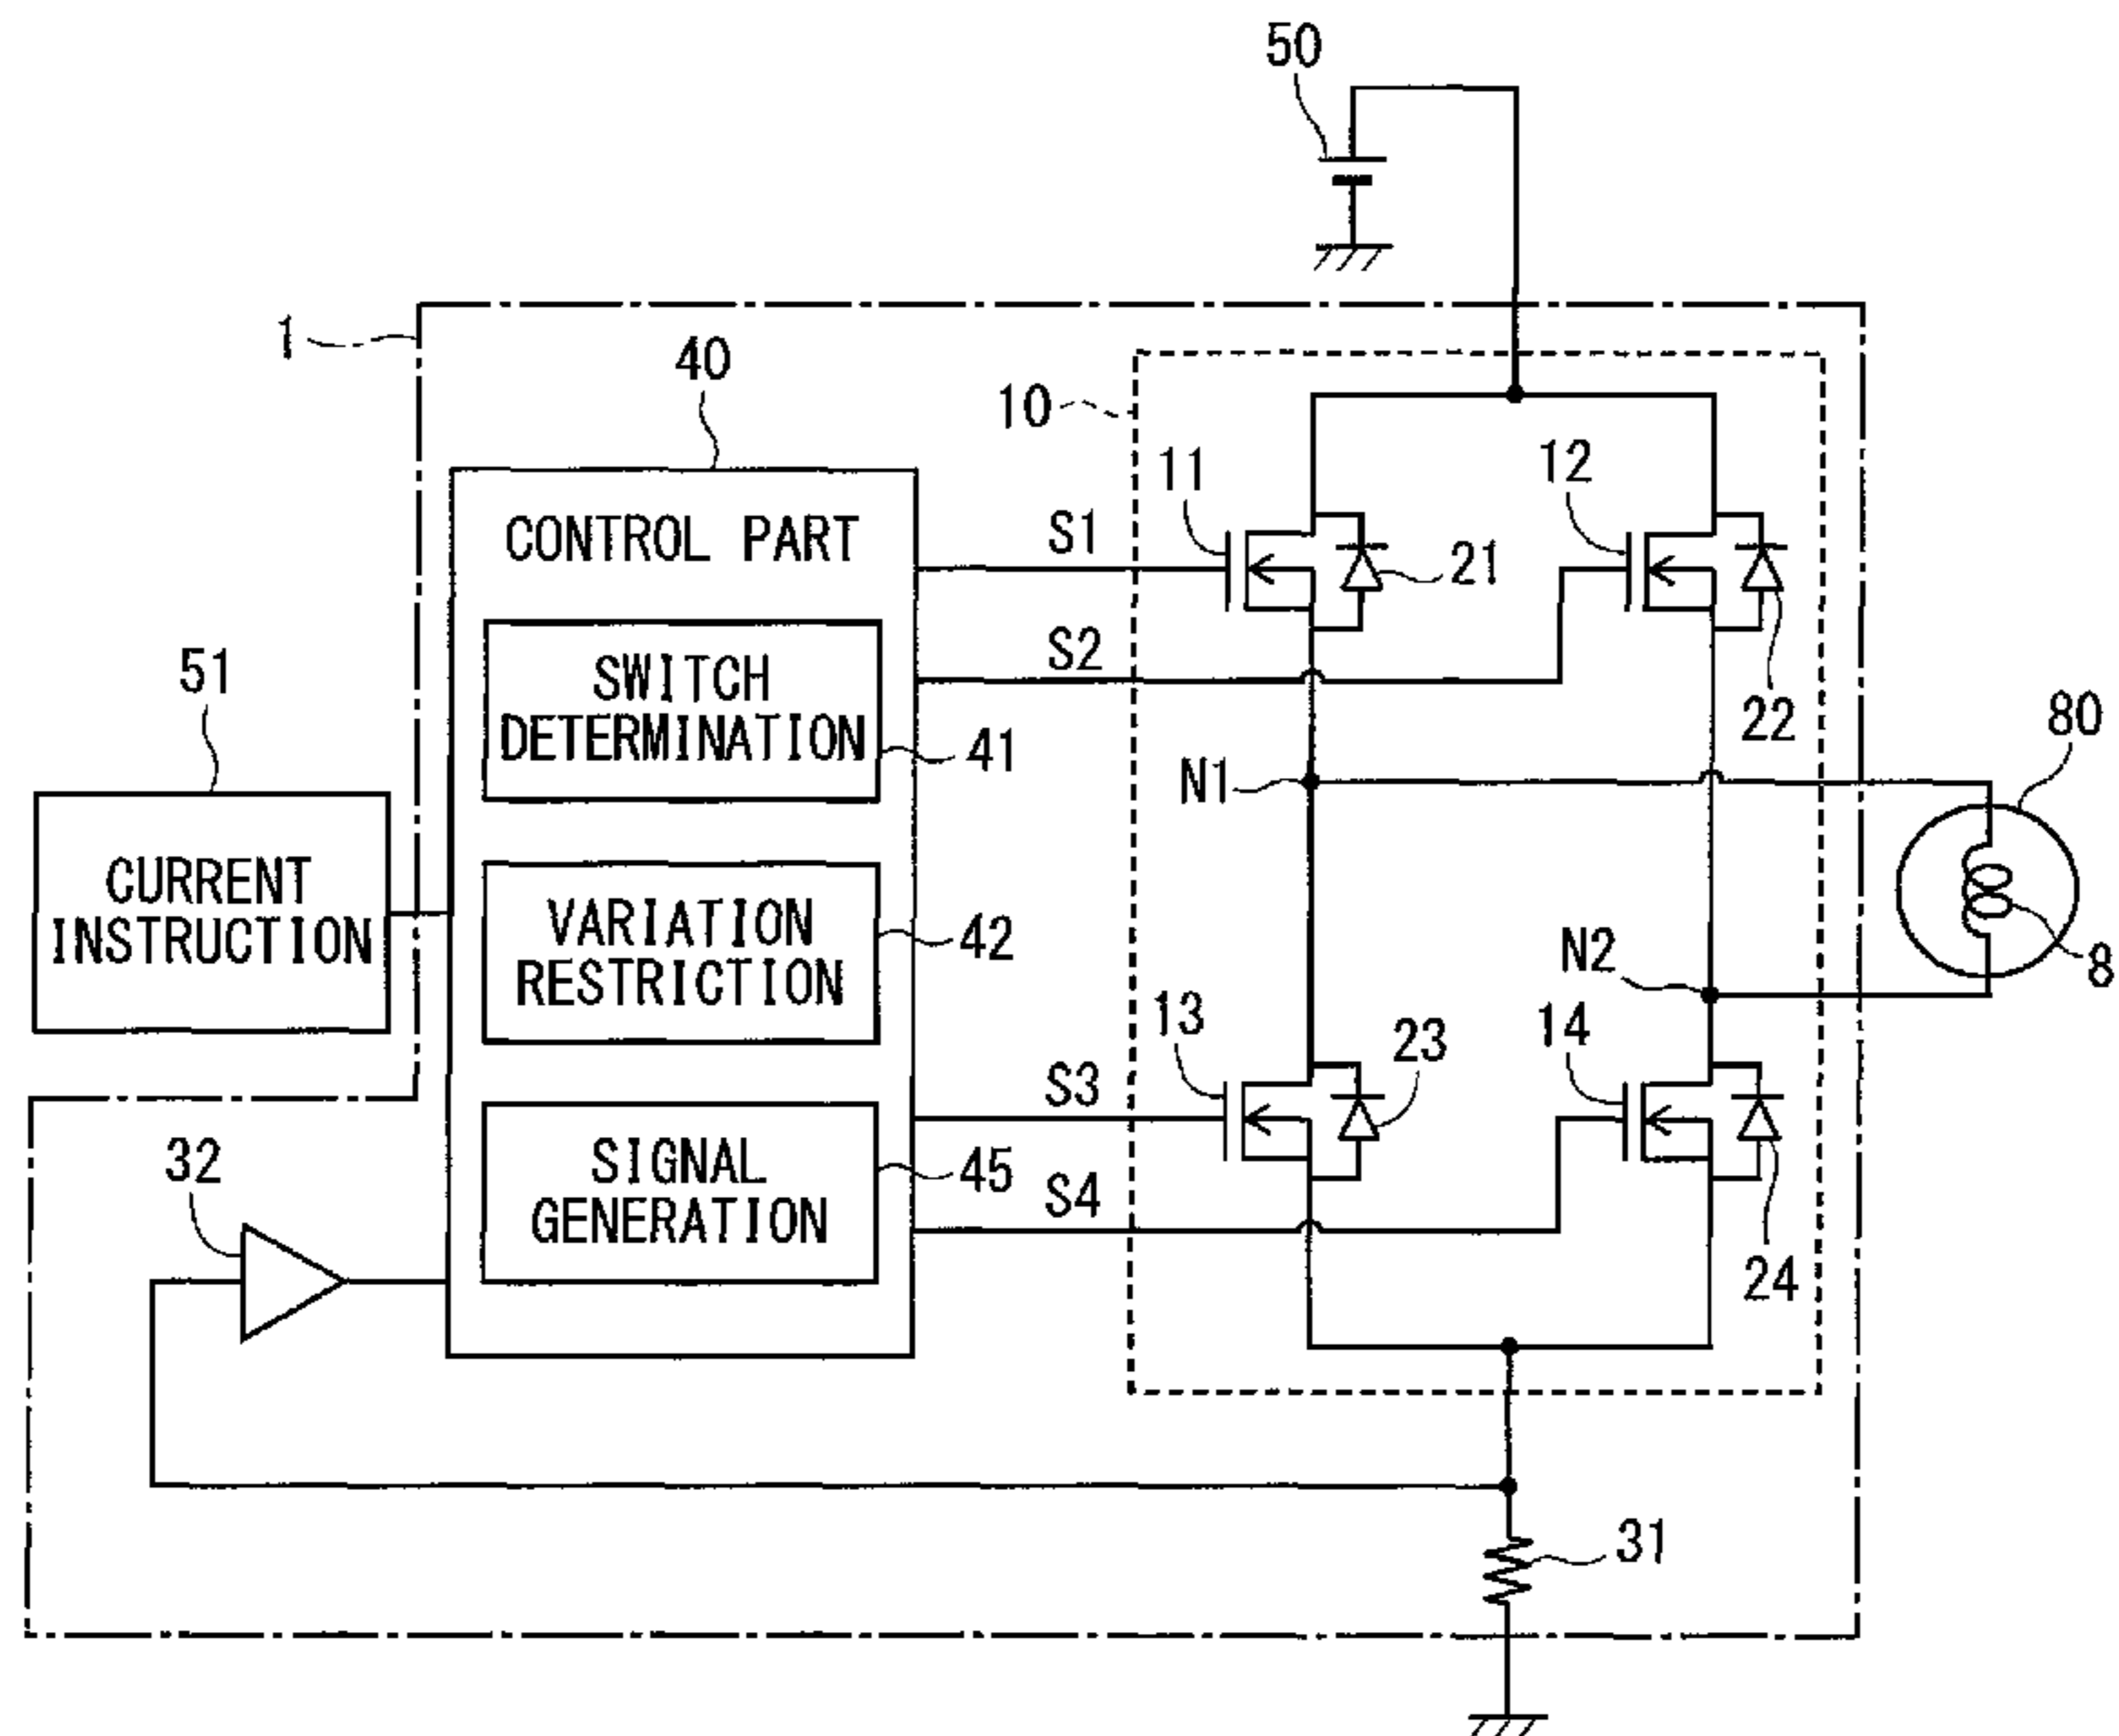 50
1
40
10
11
12
CONTROL PART
S1
21
SWITCH
DETERMINATION
41
S2
22
51
80
N1
CURRENT
INSTRUCTION
VARIATION
RESTRICTION
42
N2
8
13
14
23
S3
SIGNAL
GENERATION
45
32
S4
24
31